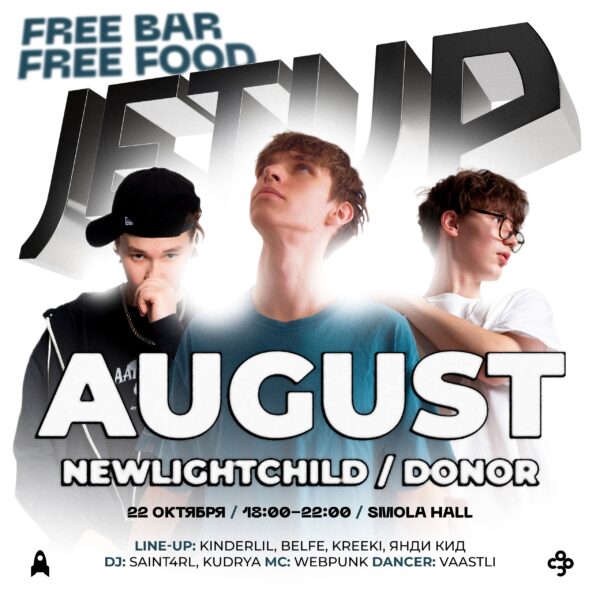 FREE BAR
FREE FOOD
JETUP
AUGUST
NEWLIGHTCHILD / DONOR
22 ОКТЯБРЯ / 18:00–22:00 / SMOLA HALL
LINE-UP: KINDERLIL, BELFE, KREEKI, ЯНДИ КИД
DJ: SAINT4RL, KUDRYA MC: WEBPUNK DANCER: VAASTLI